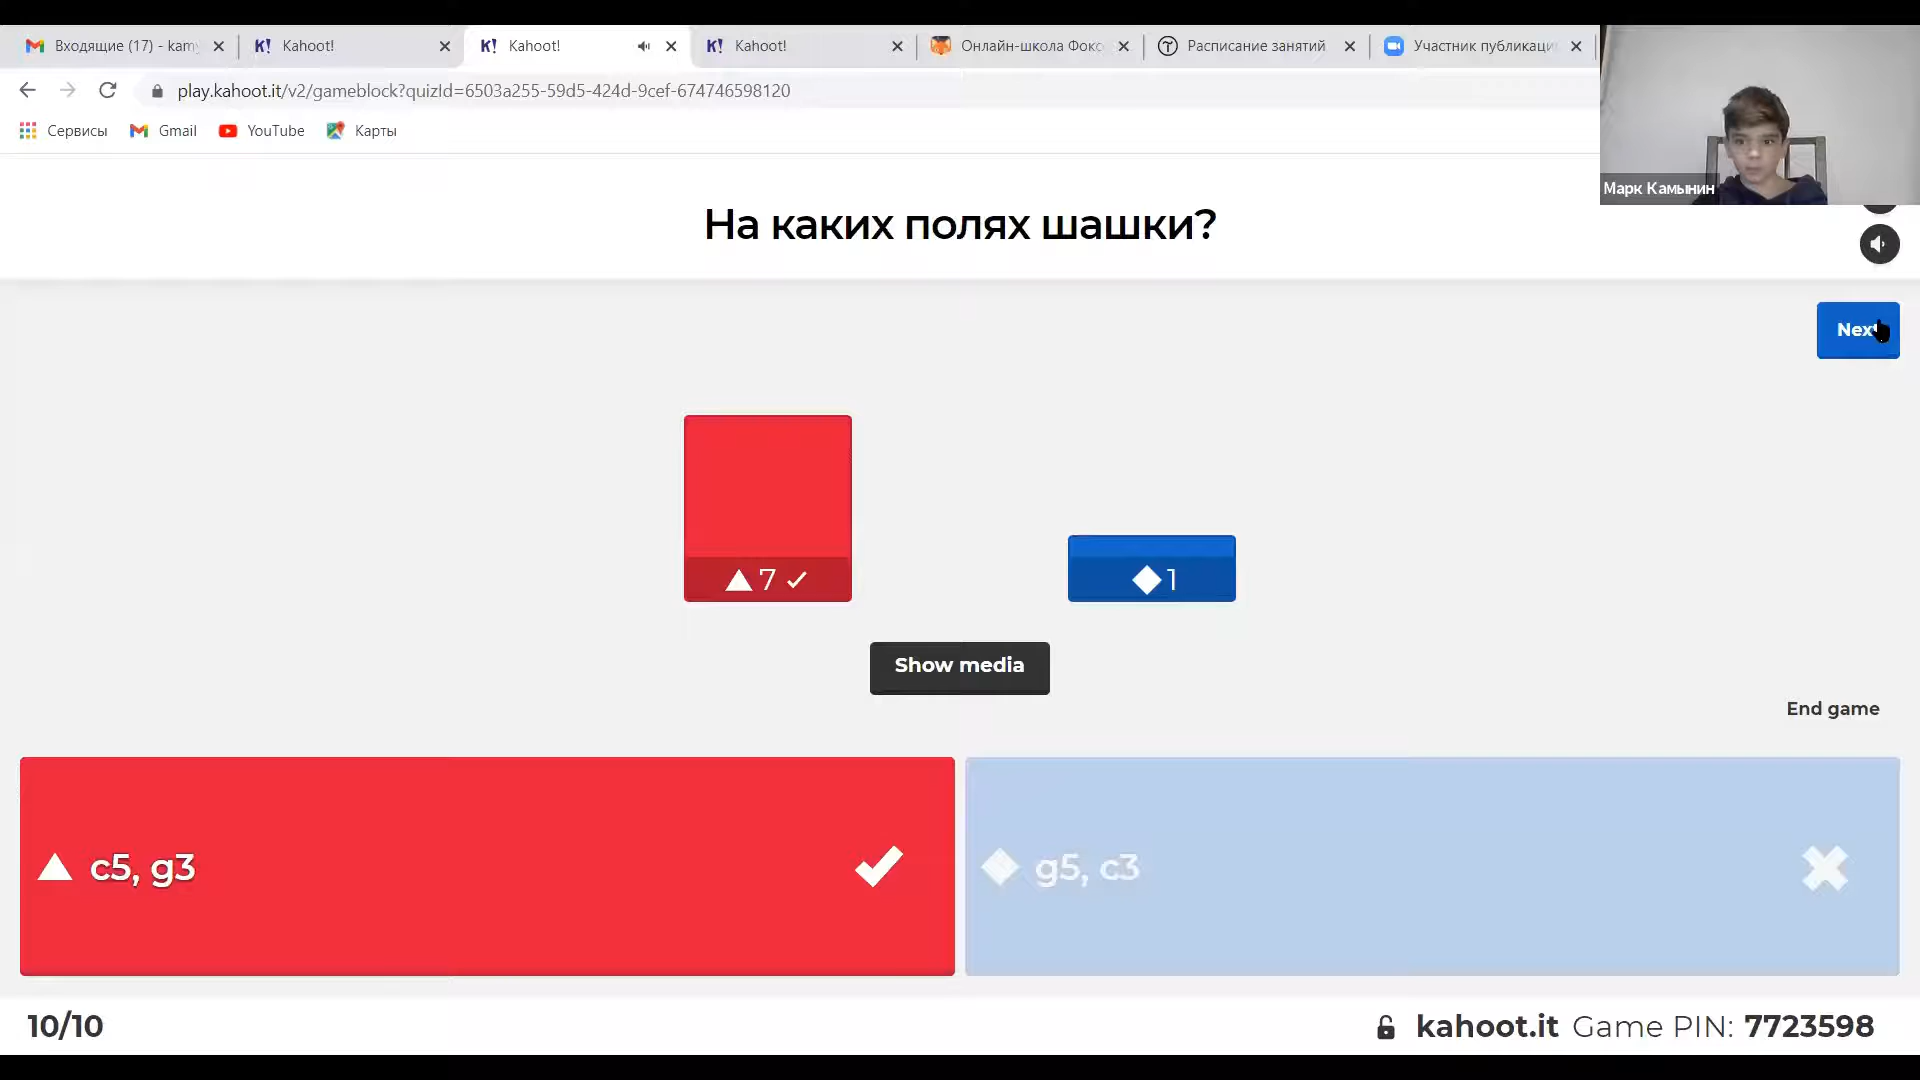 Входящие (17) - kam
Kahoot!
Kahoot!
Kahoot!
Онлайн-школа Фокс
Расписание занятий
Участник публикаци
play.kahoot.it/v2/gameblock?quizId=6503a255-59d5-424d-9cef-674746598120
Сервисы
Gmail
YouTube
Карты
Марк Камынин
На каких полях шашки?
Next
7
1
Show media
End game
c5, g3
g5, c3
10/10
kahoot.it Game PIN: 7723598